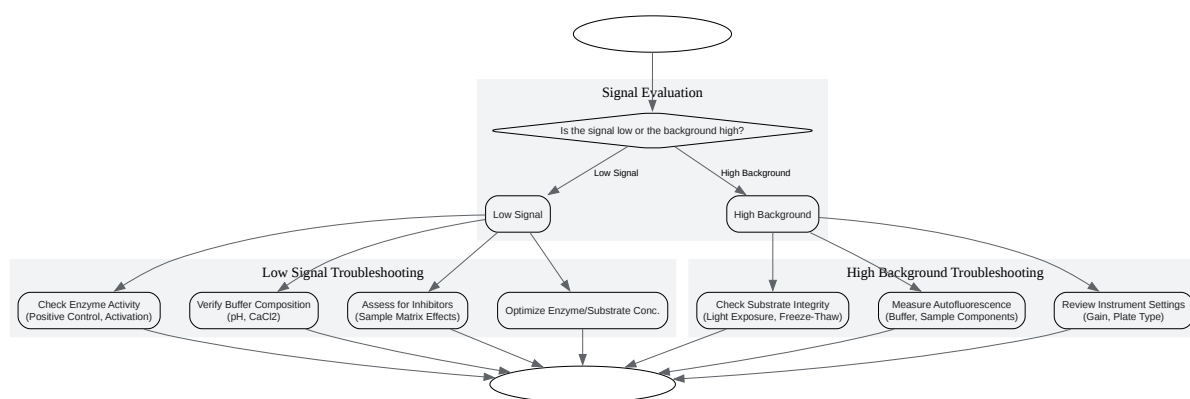 Signal Evaluation
Is the signal low or the background high?
Low Signal
High Background
Low Signal
High Background
Low Signal Troubleshooting
High Background Troubleshooting
Check Enzyme Activity
(Positive Control, Activation)
Verify Buffer Composition
(pH, CaCl2)
Assess for Inhibitors
(Sample Matrix Effects)
Optimize Enzyme/Substrate Conc.
Check Substrate Integrity
(Light Exposure, Freeze-Thaw)
Measure Autofluorescence
(Buffer, Sample Components)
Review Instrument Settings
(Gain, Plate Type)